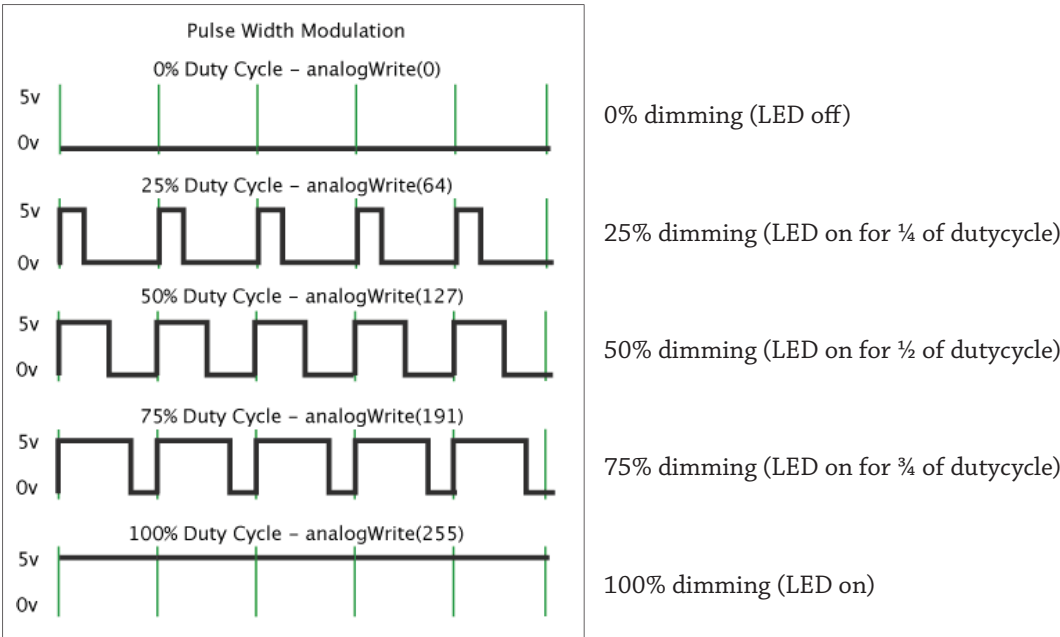 Pulse Width Modulation
0% Duty Cycle – analogWrite(0)
5v
0v
0% dimming (LED off)
25% Duty Cycle – analogWrite(64)
5v
0v
25% dimming (LED on for ¼ of dutycycle)
50% Duty Cycle – analogWrite(127)
5v
0v
50% dimming (LED on for ½ of dutycycle)
75% Duty Cycle – analogWrite(191)
5v
0v
75% dimming (LED on for ¾ of dutycycle)
100% Duty Cycle – analogWrite(255)
5v
0v
100% dimming (LED on)